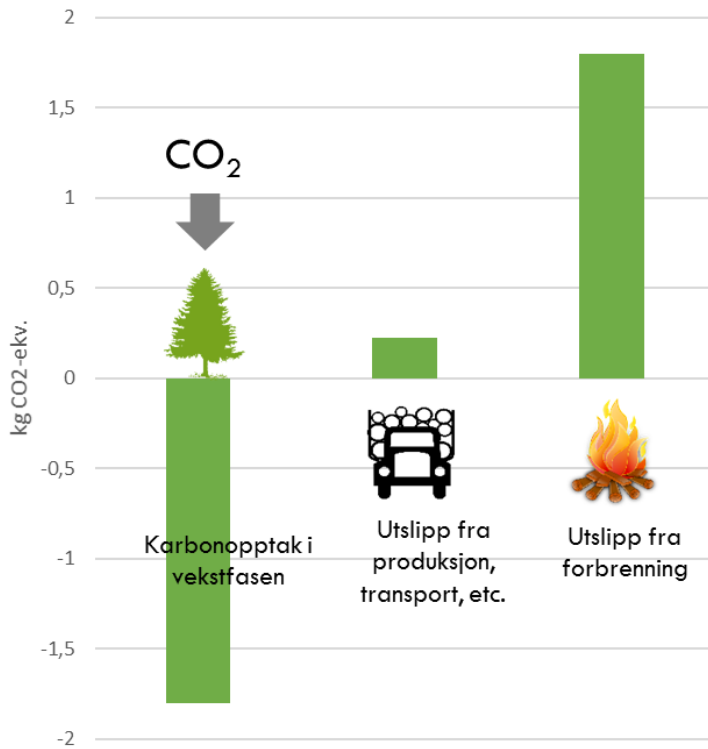 2
1,5
1
0,5
0
-0,5
-1
-1,5
-2
kg CO2-ekv.
CO₂
Karbonopptak i
vekstfasen
Utslipp fra
produksjon,
transport, etc.
Utslipp fra
forbrenning